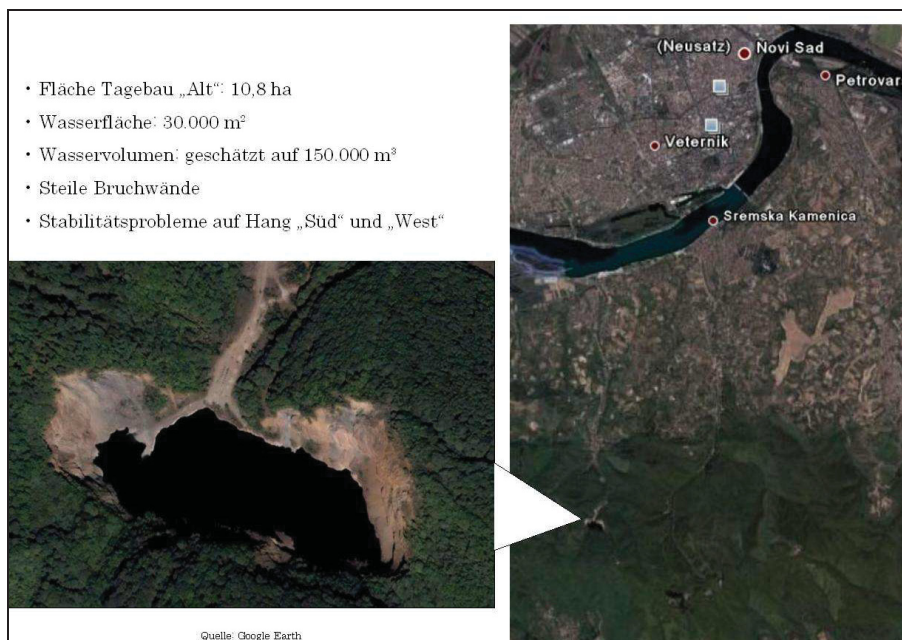 · Fläche Tagebau „Alt“: 10,8 ha
· Wasserfläche: 30.000 m²
· Wasservolumen: geschätzt auf 150.000 m³
· Steile Bruchwände
· Stabilitätsprobleme auf Hang „Süd“ und „West“
Quelle: Google Earth
(Neusatz) Novi Sad
Petrovar
Veternik
Sremska Kamenica